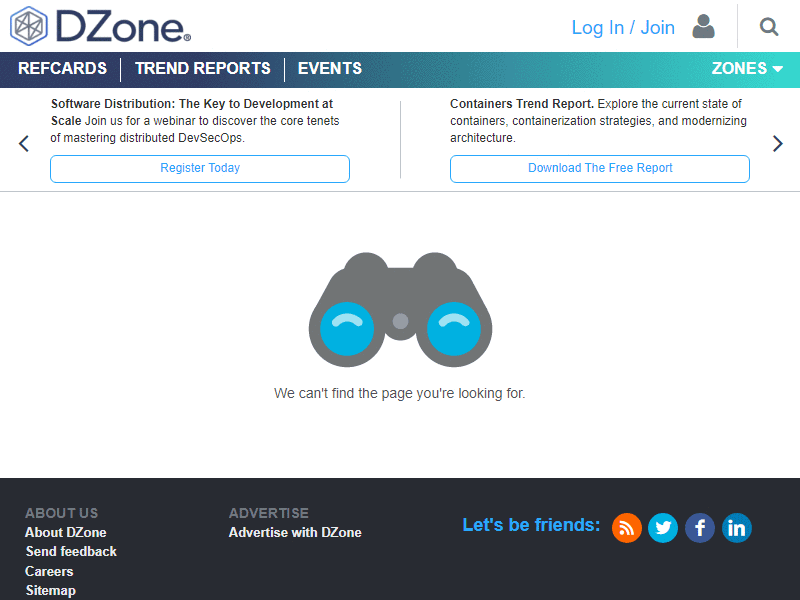 DZone®
Log In / Join
REFCARDS
TREND REPORTS
EVENTS
ZONES
Software Distribution: The Key to Development at
Scale Join us for a webinar to discover the core tenets
of mastering distributed DevSecOps.
Register Today
Containers Trend Report. Explore the current state of
containers, containerization strategies, and modernizing
architecture.
Download The Free Report
We can't find the page you're looking for.
ABOUT US
About DZone
Send feedback
Careers
Sitemap
ADVERTISE
Advertise with DZone
Let's be friends: